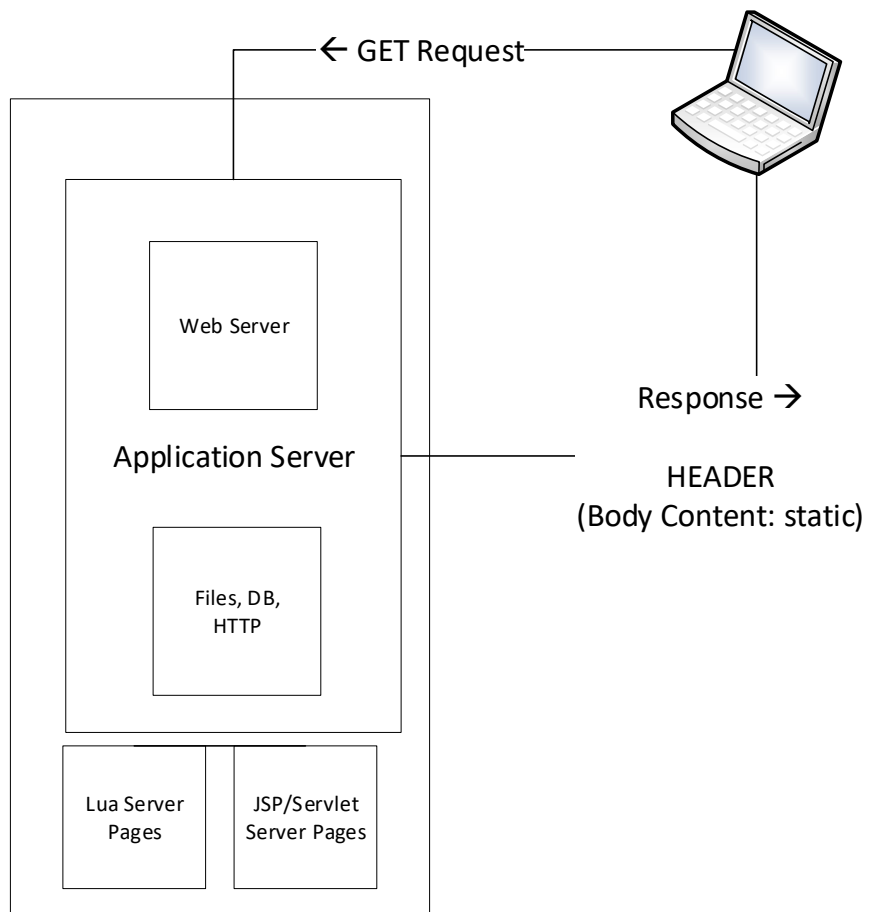 ← GET Request
Web Server
Application Server
Response →
HEADER
(Body Content: static)
Files, DB,
HTTP
Lua Server
Pages
JSP/Servlet
Server Pages